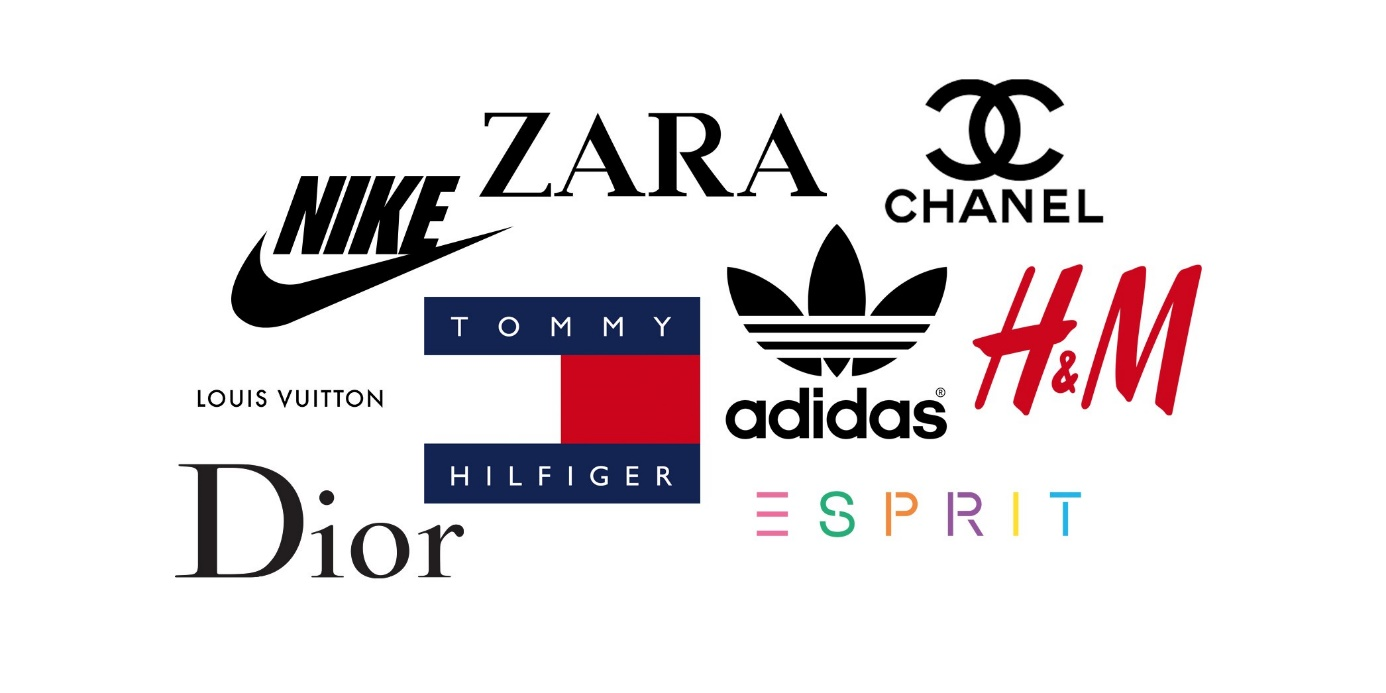 ZARA
CHANEL
NIKE
TOMMY
HILFIGER
adidas®
H&M
LOUIS VUITTON
Dior
ESPRIT